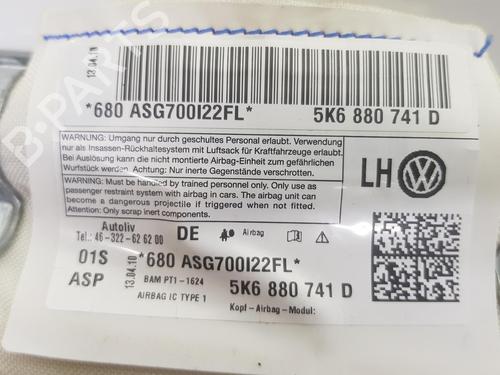 13.04.10
*680 ASG700I22FL*
5K6 880 741 D
WARNUNG: Umgang nur durch geschultes Personal erlaubt. Verwendung
nur als Insassen-Rückhaltesystem mit Luftsack für Kraftfahrzeuge erlaubt.
Bei Auslösung kann die nicht montierte Airbag-Einheit zum gefährlichen
Wurfstück werden. Achtung: Nur inerte Gegenstände verschrotten.
WARNING: Must be handled by trained personnel only. Only use as
passenger restraint system with airbag in cars. The airbag unit can
become a dangerous projectile if triggered when not mounted.
Attention: Only scrap inert components.
LH
Autoliv
Tel.: 46-322-62 62 00
DE
Airbag
01S
ASP
13.04.10
*680 ASG700I22FL*
BAM PT1-1624
AIRBAG IC TYPE 1
5K6 880 741 D
Kopf-Airbag-Modul:
B-Parts